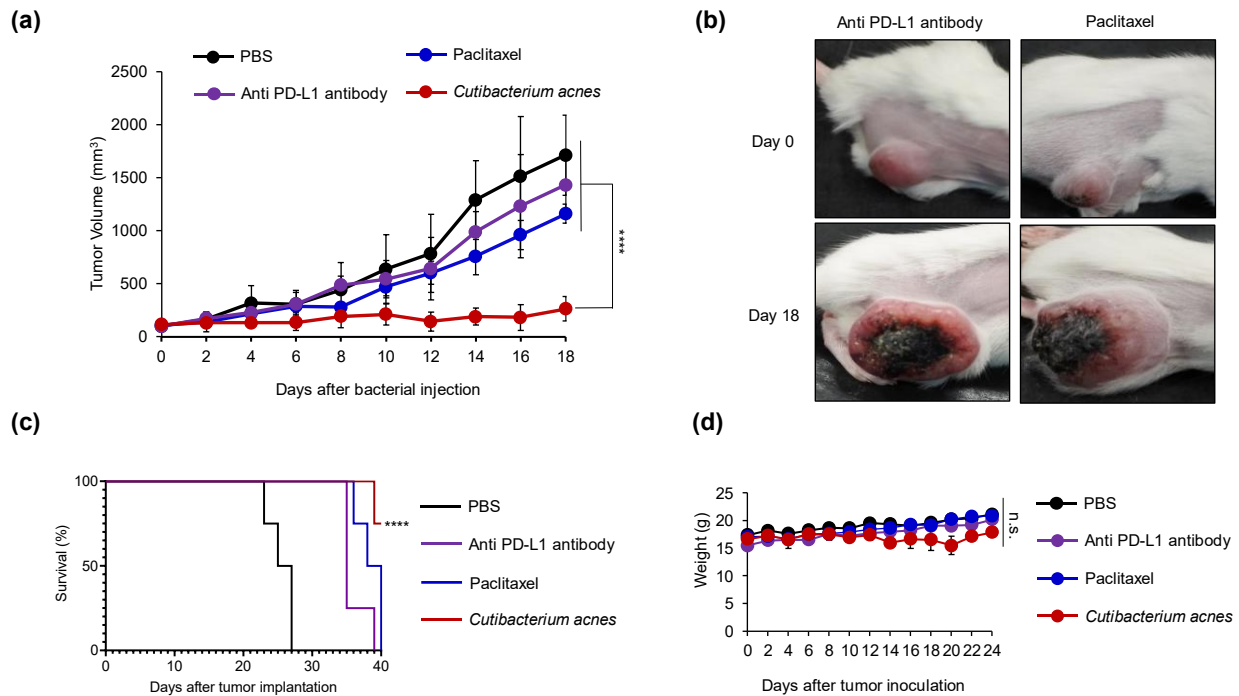 (a)
PBS
Paclitaxel
Anti PD-L1 antibody
Cutibacterium acnes
Tumor Volume (mm³)
2500
2000
1500
1000
500
0
0 2 4 6 8 10 12 14 16 18
Days after bacterial injection
****
(b)
Anti PD-L1 antibody
Paclitaxel
Day 0
Day 18
(c)
Survival (%)
100
50
0
0 10 20 30 40
Days after tumor implantation
****
PBS
Anti PD-L1 antibody
Paclitaxel
Cutibacterium acnes
(d)
Weight (g)
25
20
15
10
5
0
0 2 4 6 8 10 12 14 16 18 20 22 24
Days after tumor inoculation
n.s.
PBS
Anti PD-L1 antibody
Paclitaxel
Cutibacterium acnes